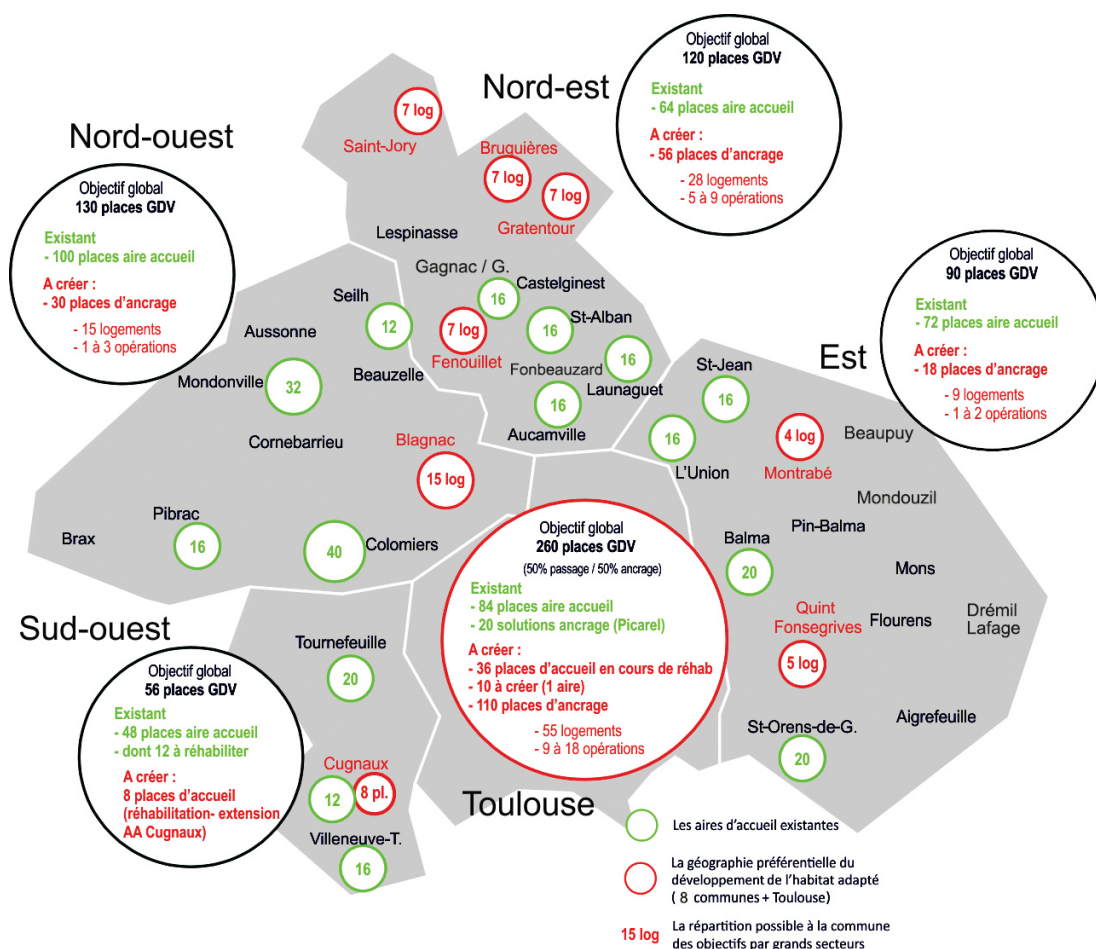 Objectif global
120 places GDV
Existant
- 64 places aire accueil
A créer :
- 56 places d'ancrage
- 28 logements
- 5 à 9 opérations
Nord-est
Nord-ouest
Objectif global
130 places GDV
Existant
- 100 places aire accueil
A créer :
- 30 places d'ancrage
- 15 logements
- 1 à 3 opérations
7 log
Saint-Jory
Bruguières
7 log
7 log
Gratentour
Lespinasse
Gagnac / G.
16
Castelginest
Seilh
12
7 log
Fenouillet
16
St-Alban
Aussonne
Beauzelle
Fonbeauzard
16
Launaguet
Mondonville
32
16
Aucamville
Cornebarrieu
Blagnac
15 log
Pibrac
16
Brax
40
Colomiers
Objectif global
90 places GDV
Existant
- 72 places aire accueil
A créer :
- 18 places d'ancrage
- 9 logements
- 1 à 2 opérations
Est
St-Jean
16
16
L'Union
4 log
Montrabé
Beaupuy
Mondouzil
Pin-Balma
Balma
20
Mons
Quint
Fonsegrives
5 log
Flourens
Drémil
Lafage
Aigrefeuille
St-Orens-de-G.
20
Objectif global
260 places GDV
(50% passage / 50% ancrage)
Existant
- 84 places aire accueil
- 20 solutions ancrage (Picarel)
A créer :
- 36 places d'accueil en cours de réhab
- 10 à créer (1 aire)
- 110 places d'ancrage
- 55 logements
- 9 à 18 opérations
Toulouse
Sud-ouest
Objectif global
56 places GDV
Existant
- 48 places aire accueil
- dont 12 à réhabiliter
A créer :
8 places d'accueil
(réhabilitation- extension
AA Cugnaux)
Tournefeuille
20
Cugnaux
12
8 pl.
Villeneuve-T.
16
Les aires d'accueil existantes
La géographie préférentielle du
développement de l'habitat adapté
( 8 communes + Toulouse)
15 log
La répartition possible à la commune
des objectifs par grands secteurs